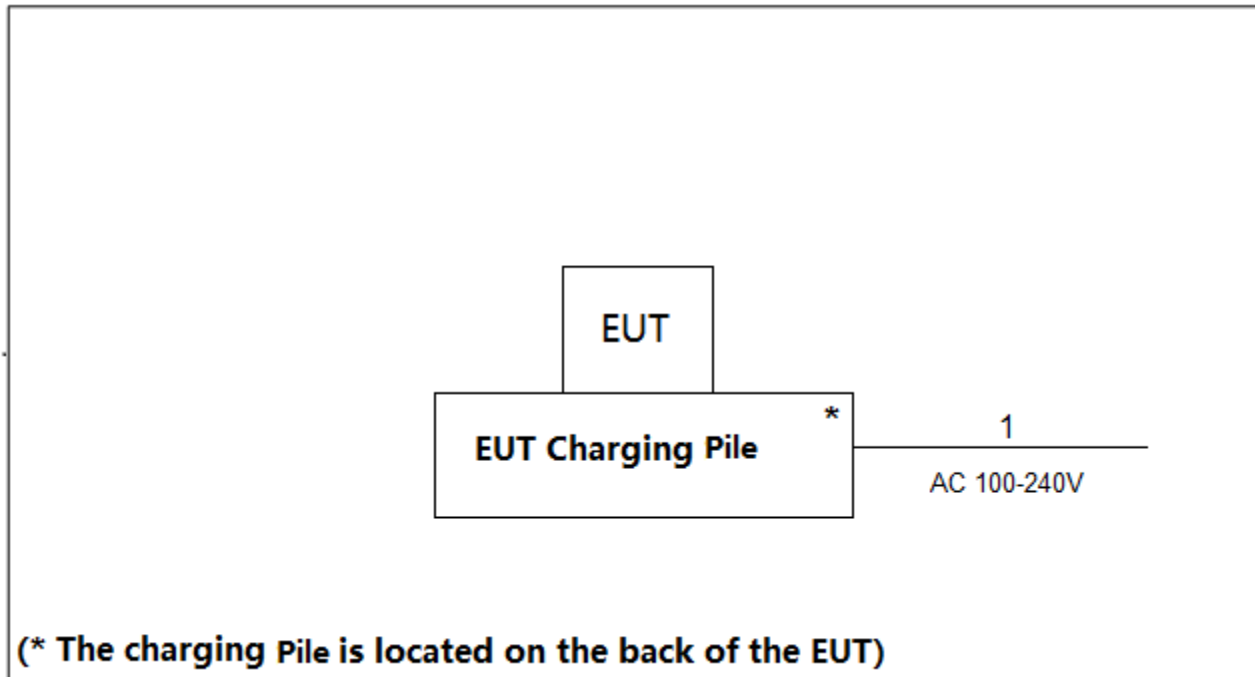 EUT
*
EUT Charging Pile
1
AC 100-240V
(* The charging Pile is located on the back of the EUT)